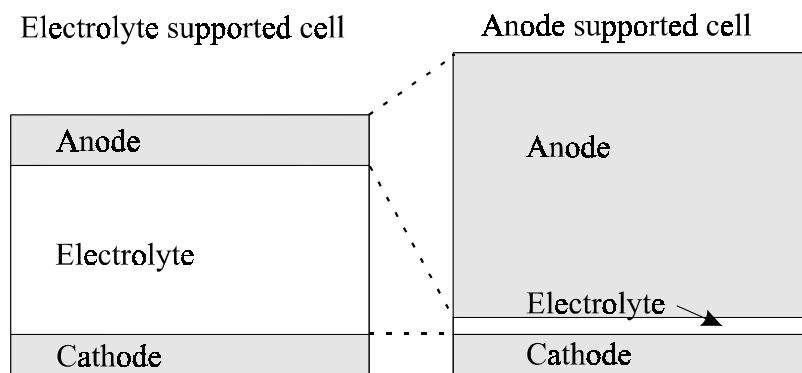 Electrolyte supported cell
Anode supported cell
Anode
Electrolyte
Cathode
Anode
Electrolyte
Cathode